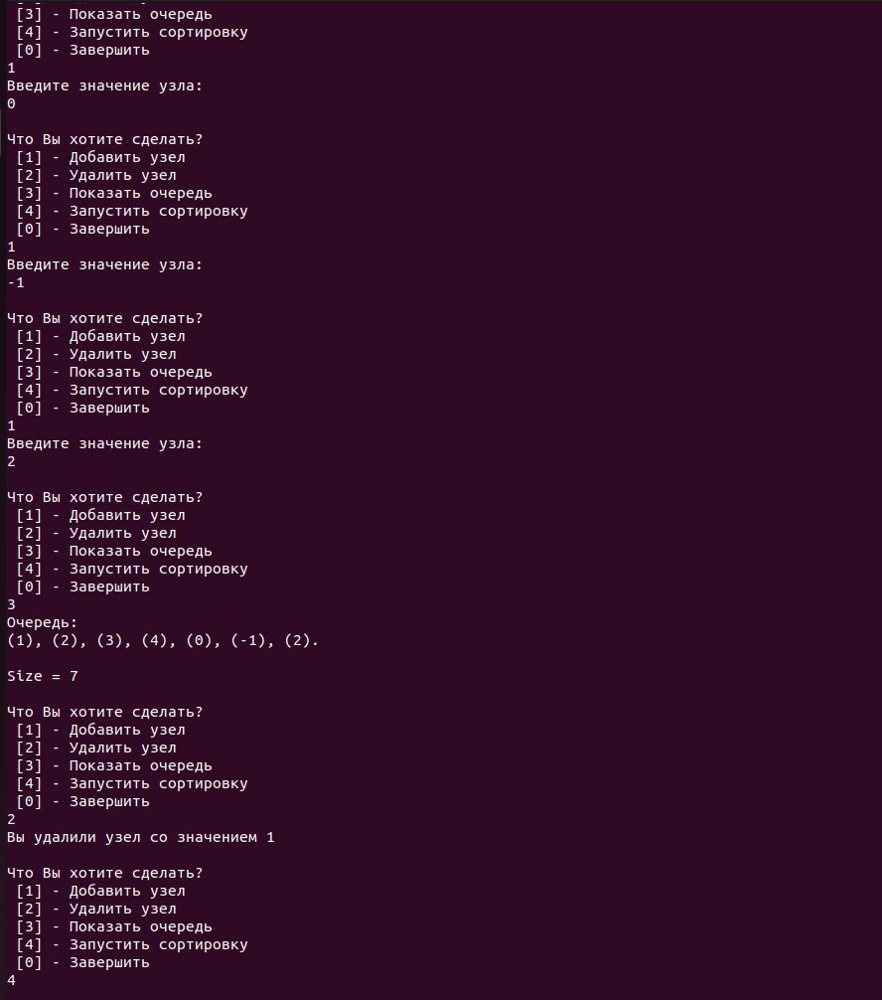 [3] - Показать очередь
[4] - Запустить сортировку
[0] - Завершить
1
Введите значение узла:
0
Что Вы хотите сделать?
[1] - Добавить узел
[2] - Удалить узел
[3] - Показать очередь
[4] - Запустить сортировку
[0] - Завершить
1
Введите значение узла:
-1
Что Вы хотите сделать?
[1] - Добавить узел
[2] - Удалить узел
[3] - Показать очередь
[4] - Запустить сортировку
[0] - Завершить
1
Введите значение узла:
2
Что Вы хотите сделать?
[1] - Добавить узел
[2] - Удалить узел
[3] - Показать очередь
[4] - Запустить сортировку
[0] - Завершить
3
Очередь:
(1), (2), (3), (4), (0), (-1), (2).
Size = 7
Что Вы хотите сделать?
[1] - Добавить узел
[2] - Удалить узел
[3] - Показать очередь
[4] - Запустить сортировку
[0] - Завершить
2
Вы удалили узел со значением 1
Что Вы хотите сделать?
[1] - Добавить узел
[2] - Удалить узел
[3] - Показать очередь
[4] - Запустить сортировку
[0] - Завершить
4